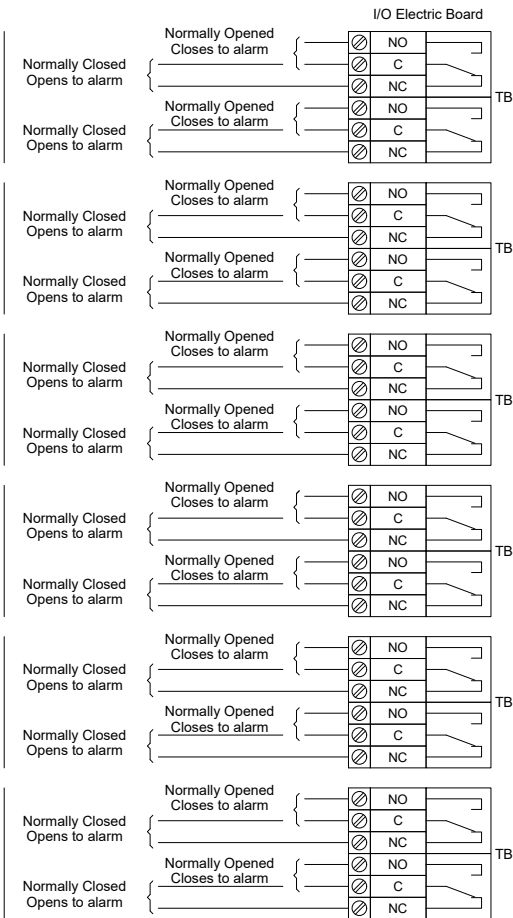 I/O Electric Board
Normally Opened
Closes to alarm
NO
Normally Closed
Opens to alarm
C
NC
TB
Normally Opened
Closes to alarm
NO
Normally Closed
Opens to alarm
C
NC
Normally Opened
Closes to alarm
NO
Normally Closed
Opens to alarm
C
NC
TB
Normally Opened
Closes to alarm
NO
Normally Closed
Opens to alarm
C
NC
Normally Opened
Closes to alarm
NO
Normally Closed
Opens to alarm
C
NC
TB
Normally Opened
Closes to alarm
NO
Normally Closed
Opens to alarm
C
NC
Normally Opened
Closes to alarm
NO
Normally Closed
Opens to alarm
C
NC
TB
Normally Opened
Closes to alarm
NO
Normally Closed
Opens to alarm
C
NC
Normally Opened
Closes to alarm
NO
Normally Closed
Opens to alarm
C
NC
TB
Normally Opened
Closes to alarm
NO
Normally Closed
Opens to alarm
C
NC
Normally Opened
Closes to alarm
NO
Normally Closed
Opens to alarm
C
NC
TB
Normally Opened
Closes to alarm
NO
Normally Closed
Opens to alarm
C
NC